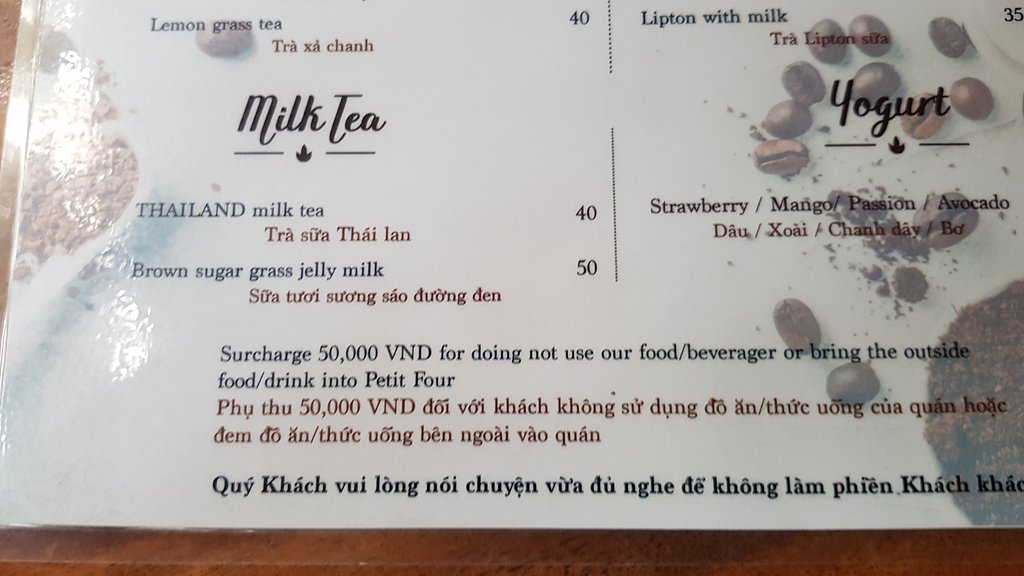 Lemon grass tea 40
Trà xả chanh
Milk Tea
THAILAND milk tea 40
Trà sữa Thái lan
Brown sugar grass jelly milk 50
Sữa tươi sương sáo đường đen
Lipton with milk 35
Trà Lipton sữa
Yogurt
Strawberry / Mango/ Passion / Avocado
Dâu / Xoài / Chanh dây / Bơ
Surcharge 50,000 VND for doing not use our food/beverager or bring the outside
food/drink into Petit Four
Phụ thu 50,000 VND đối với khách không sử dụng đồ ăn/thức uống của quán hoặc
đem đồ ăn/thức uống bên ngoài vào quán
Quý Khách vui lòng nói chuyện vừa đủ nghe để không làm phiền Khách khác